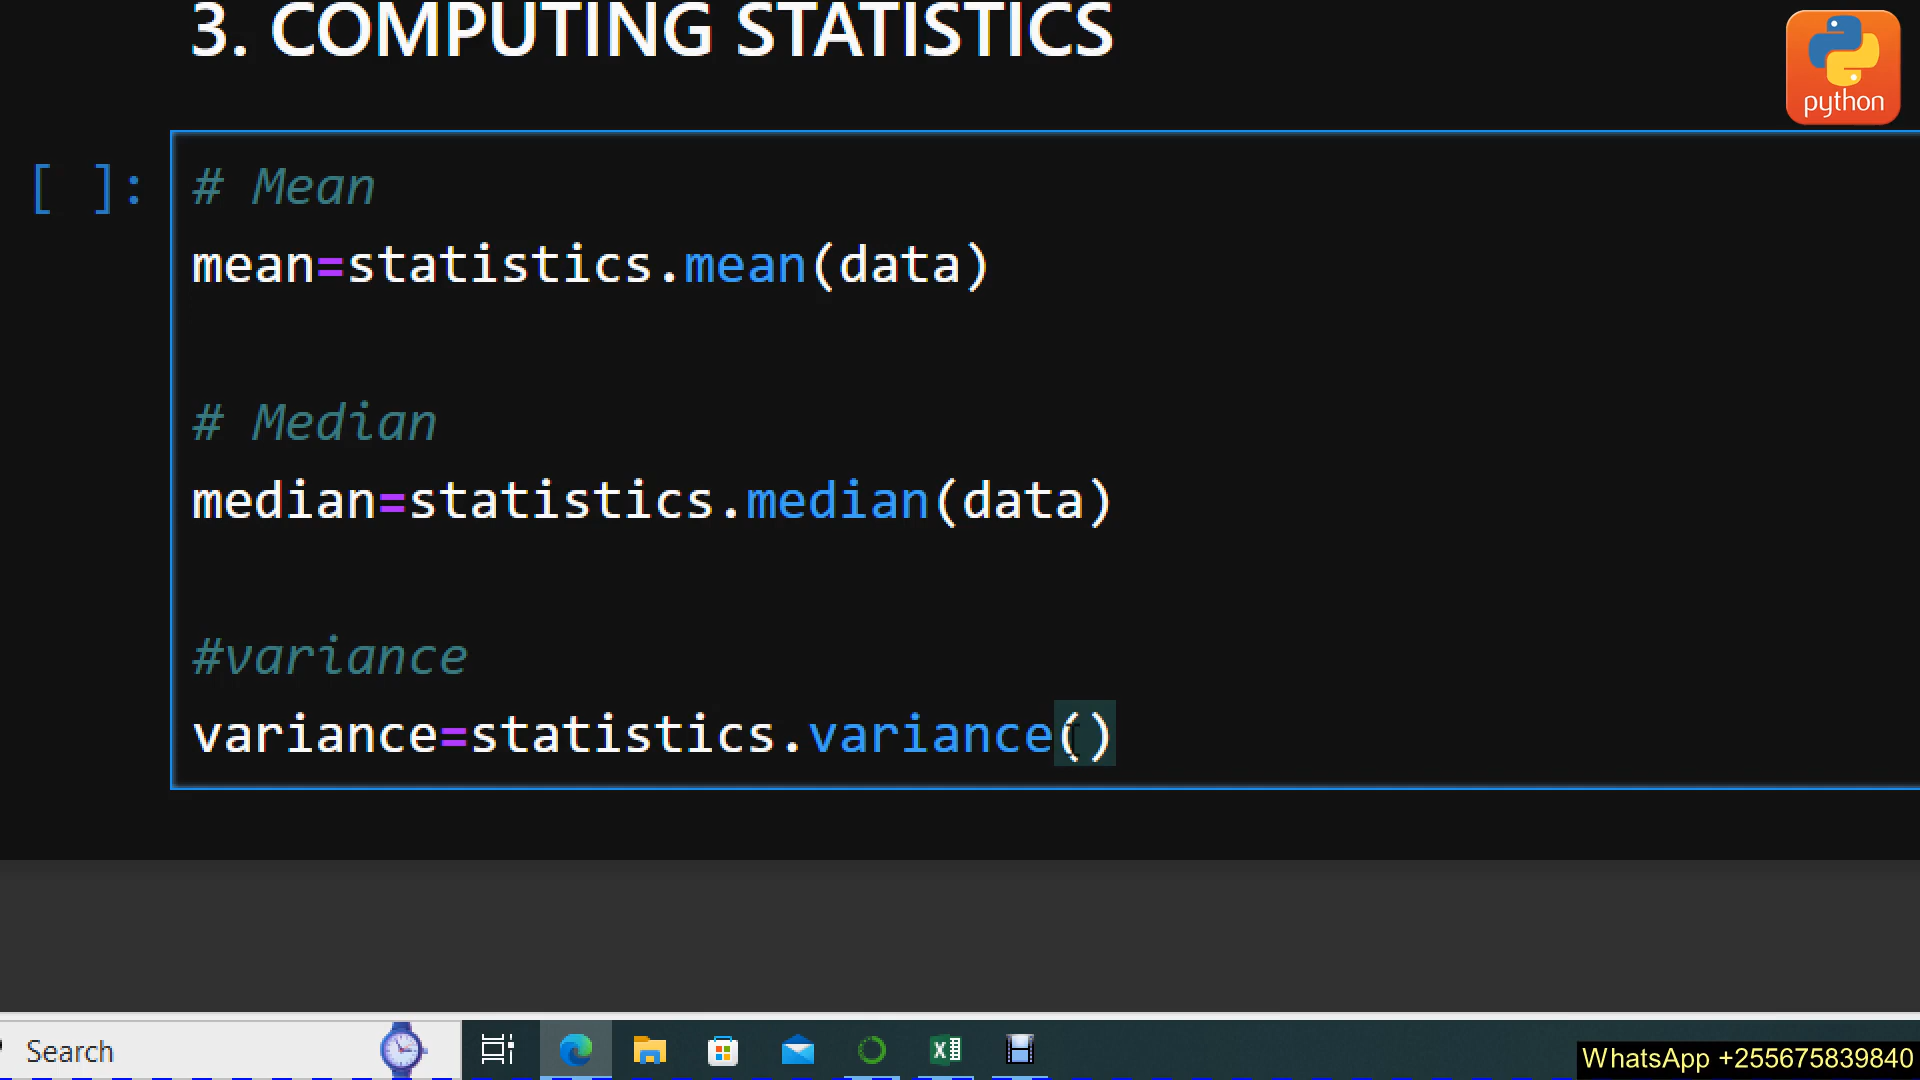 3. COMPUTING STATISTICS
python
[ ]:
# Mean
mean=statistics.mean(data)
# Median
median=statistics.median(data)
#variance
variance=statistics.variance()
Search
WhatsApp +255675839840